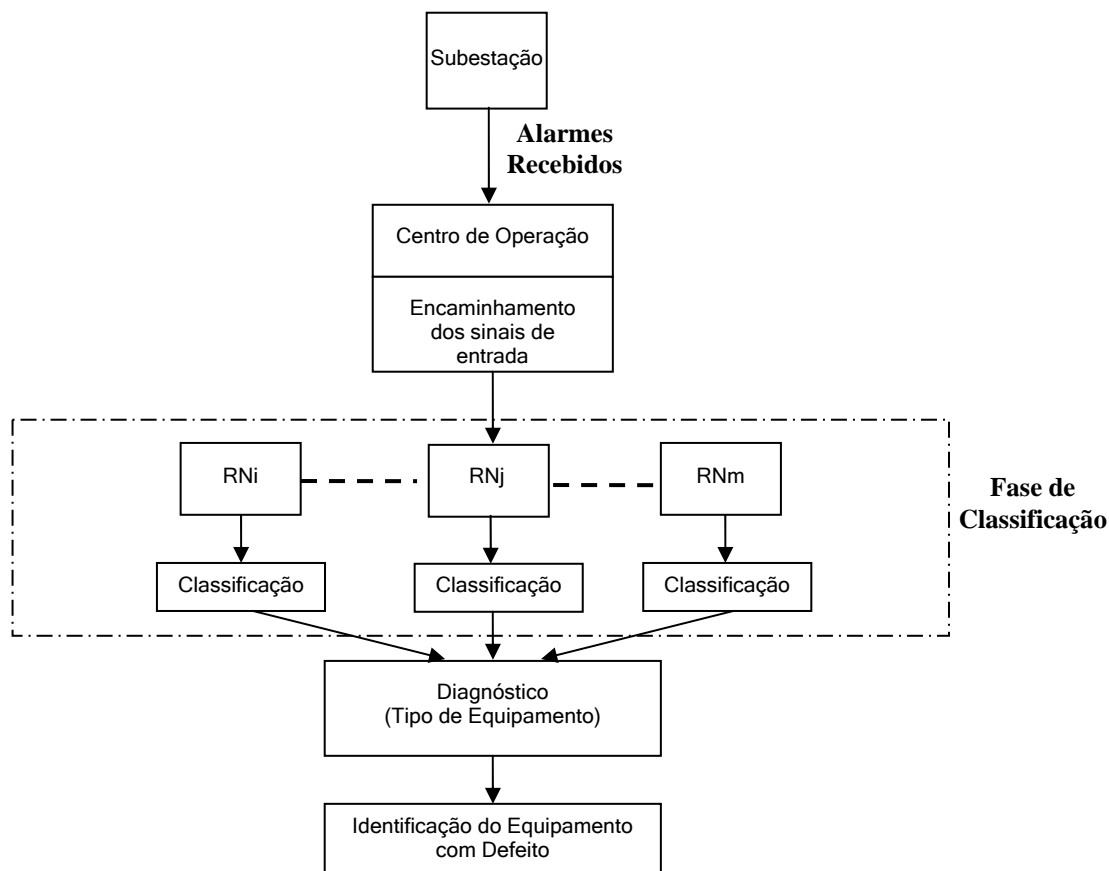 Subestação
Alarmes
Recebidos
Centro de Operação
Encaminhamento
dos sinais de
entrada
RNi
RNj
RNm
Fase de
Classificação
Classificação
Classificação
Classificação
Diagnóstico
(Tipo de Equipamento)
Identificação do Equipamento
com Defeito